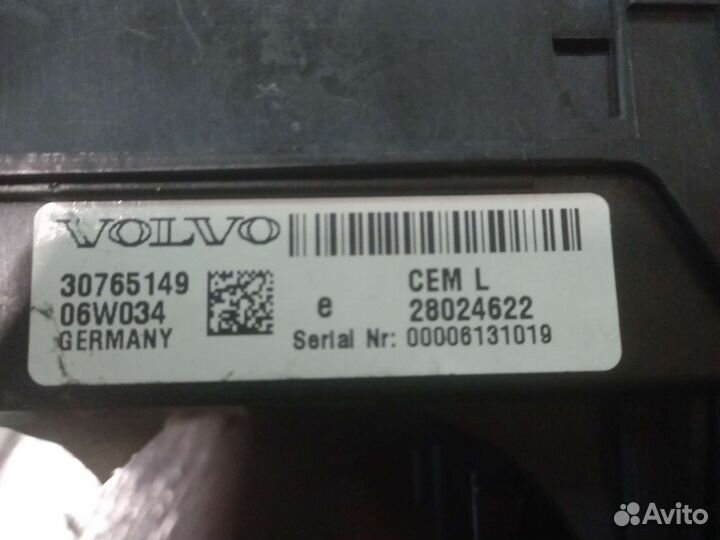 VOLVO
30765149
06W034
GERMANY
e
CEM L
28024622
Serial Nr: 00006131019
Avito